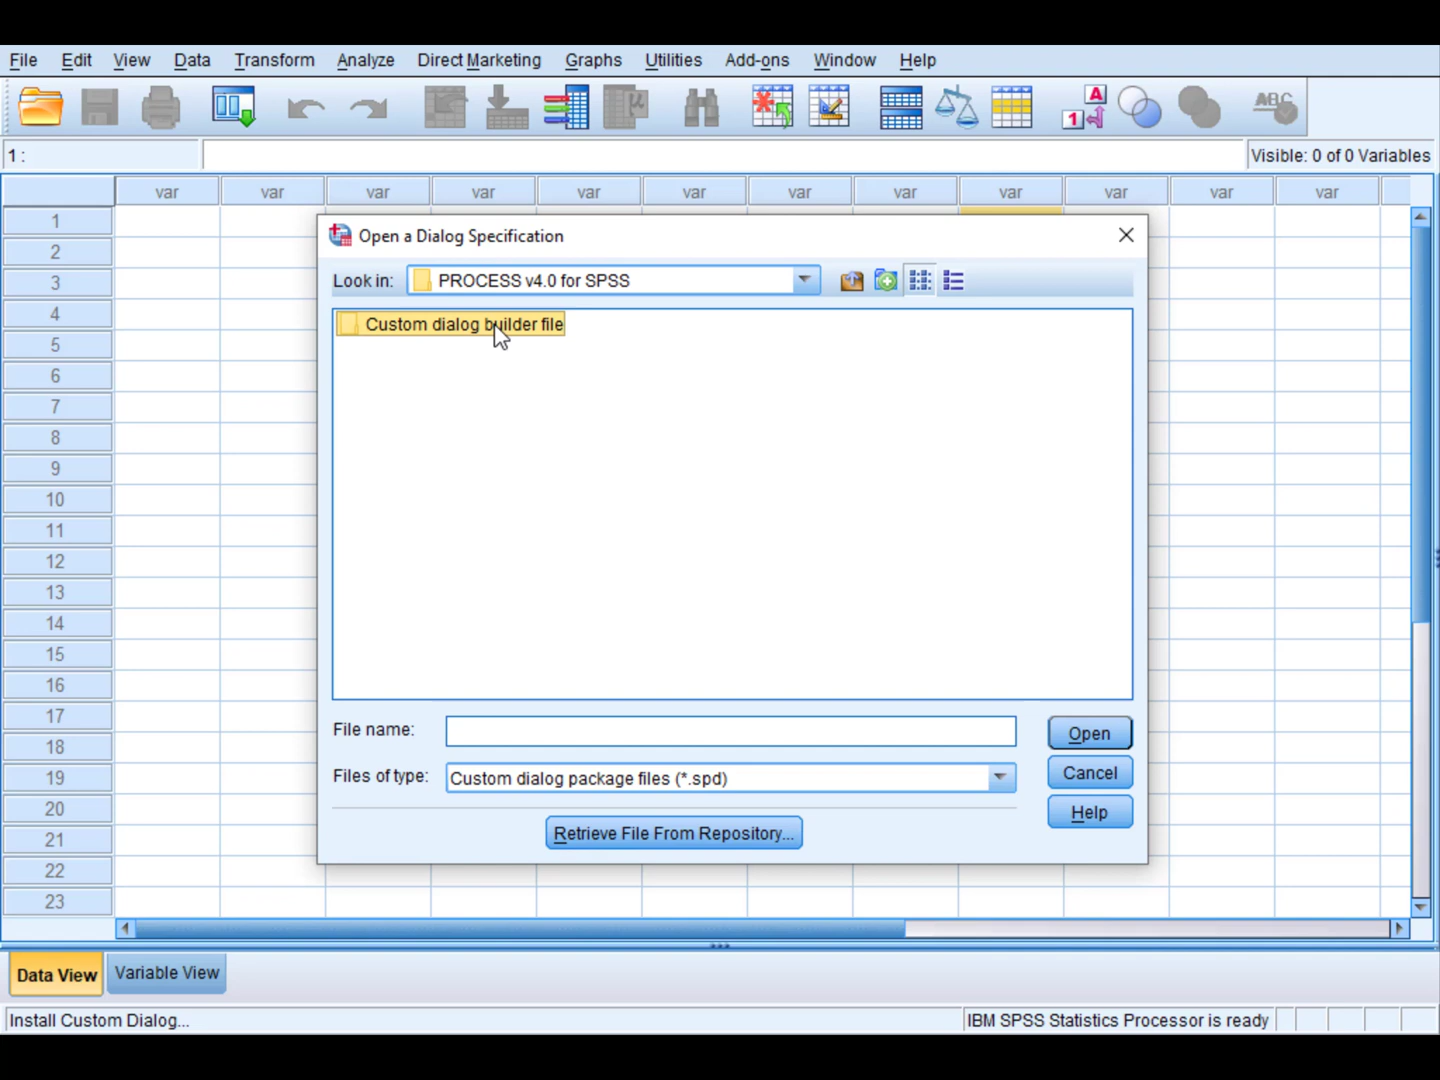 File Edit View Data Transform Analyze Direct Marketing Graphs Utilities Add-ons Window Help
A
1
ABC
1 :
Visible: 0 of 0 Variables
var var var var var var var var var var var var
1
2
3
4
5
6
7
8
9
10
11
12
13
14
15
16
17
18
19
20
21
22
23
Open a Dialog Specification
Look in: PROCESS v4.0 for SPSS
Custom dialog builder file
File name:
Open
Files of type: Custom dialog package files (*.spd)
Cancel
Help
Retrieve File From Repository...
Data View Variable View
Install Custom Dialog...
IBM SPSS Statistics Processor is ready